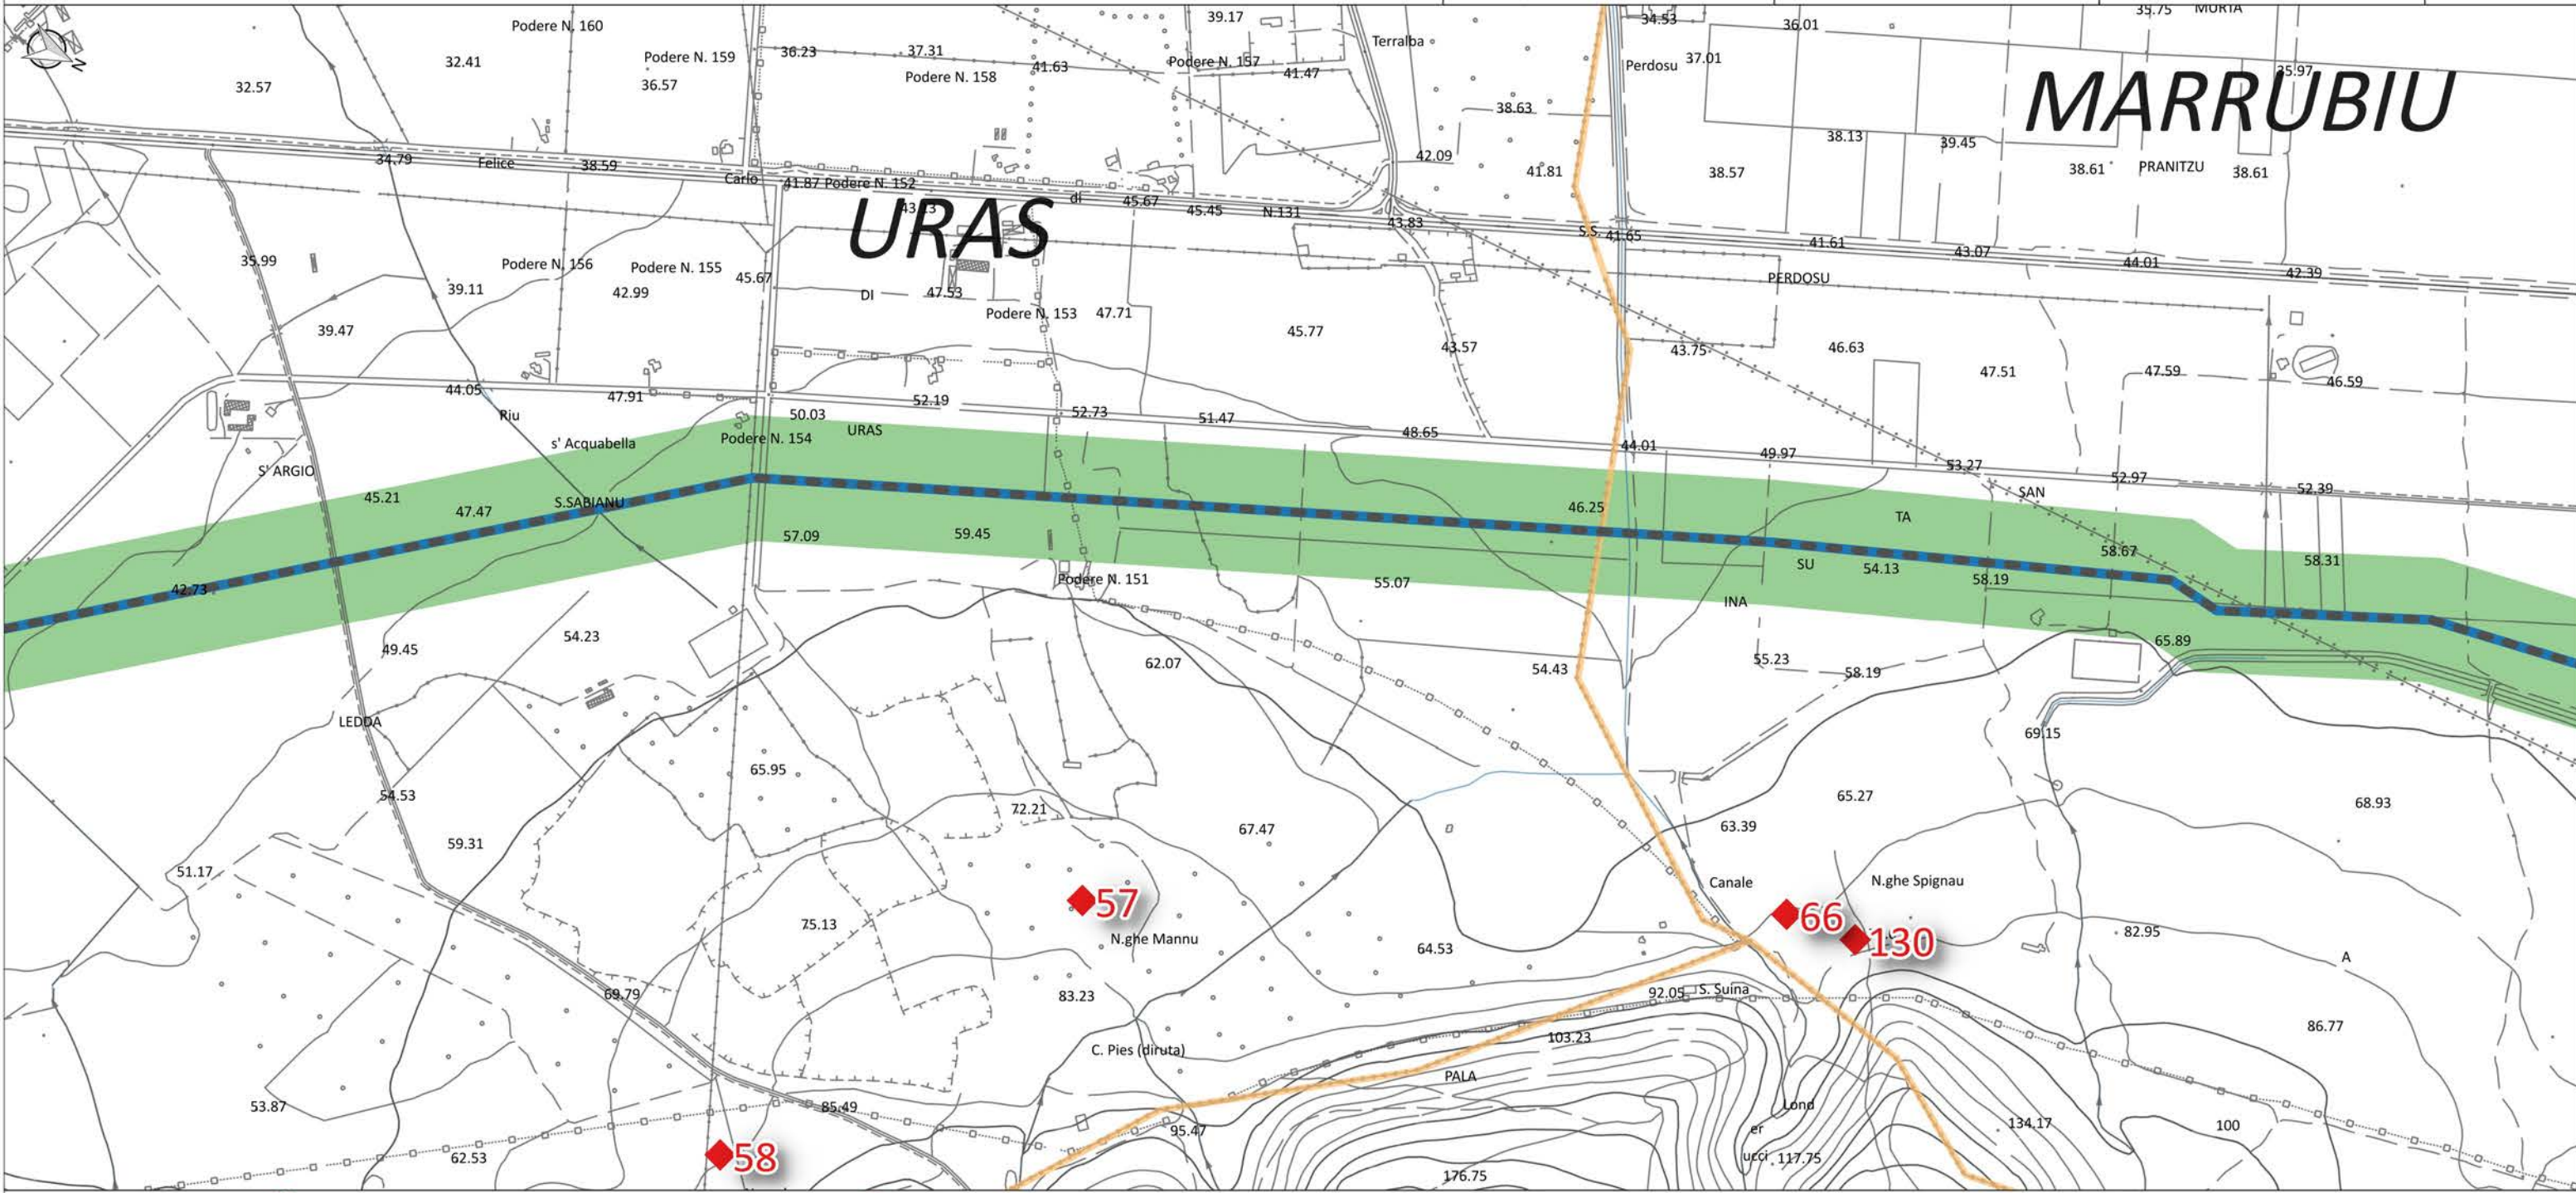 N
Podere N. 160
39.17
34.53
36.01
35.75
MURTA
32.41
Podere N. 159
36.23
37.31
Terralba
Perdosu
37.01
32.57
36.57
Podere N. 158
41.63
Podere N. 157
41.47
35.97
MARRUBIU
38.63
34.79
Felice
38.59
Carlo
41.87
Podere N. 152
42.09
41.81
38.57
38.13
39.45
38.61
PRANITZU
38.61
43.13
URAS
di
45.67
45.45
N.131
43.83
S.S.
41.65
41.61
43.07
44.01
42.39
35.99
Podere N. 156
Podere N. 155
45.67
PERDOSU
39.11
42.99
DI
47.53
39.47
Podere N. 153
47.71
45.77
43.57
43.75
46.63
47.51
47.59
46.59
44.05
47.91
52.19
Riu
50.03
52.73
51.47
s' Acquabella
Podere N. 154
URAS
48.65
44.01
49.97
53.27
52.97
52.39
S' ARGIO
45.21
47.47
S.SABIANU
46.25
SAN
TA
57.09
59.45
58.67
58.31
42.73
Podere N. 151
55.07
SU
54.13
58.19
INA
49.45
54.23
62.07
54.43
55.23
58.19
65.89
LEDDA
69.15
65.95
54.53
72.21
67.47
65.27
68.93
59.31
63.39
51.17
57
Canale
N.ghe Spignau
66
75.13
N.ghe Mannu
64.53
130
82.95
A
69.79
83.23
92.05
S. Suina
86.77
C. Pies (diruta)
103.23
PALA
53.87
85.49
Lond
95.47
er
134.17
100
62.53
58
ucci
117.75
176.75